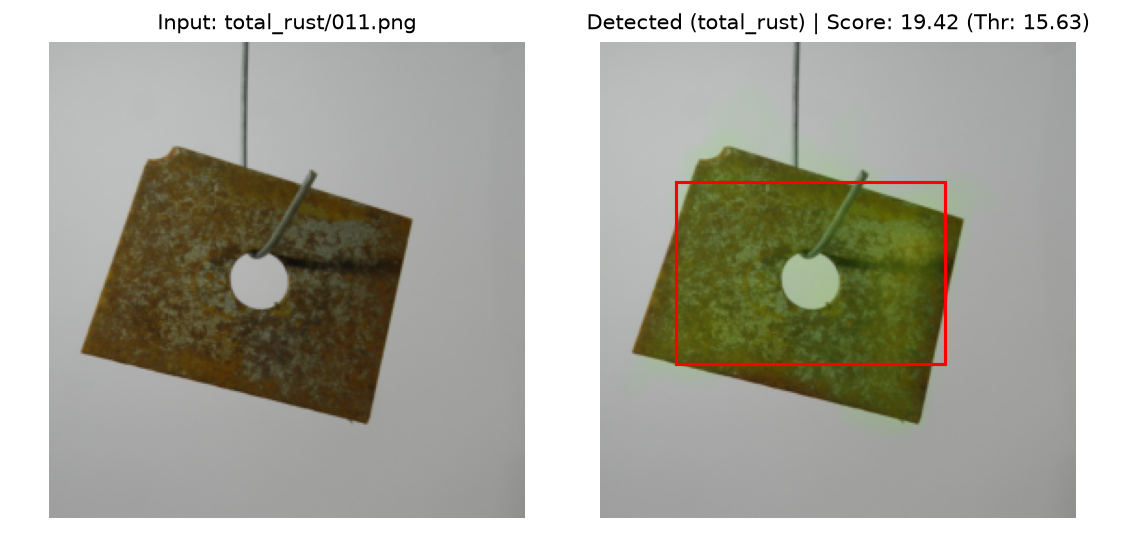 Input: total_rust/011.png
Detected (total_rust) | Score: 19.42 (Thr: 15.63)